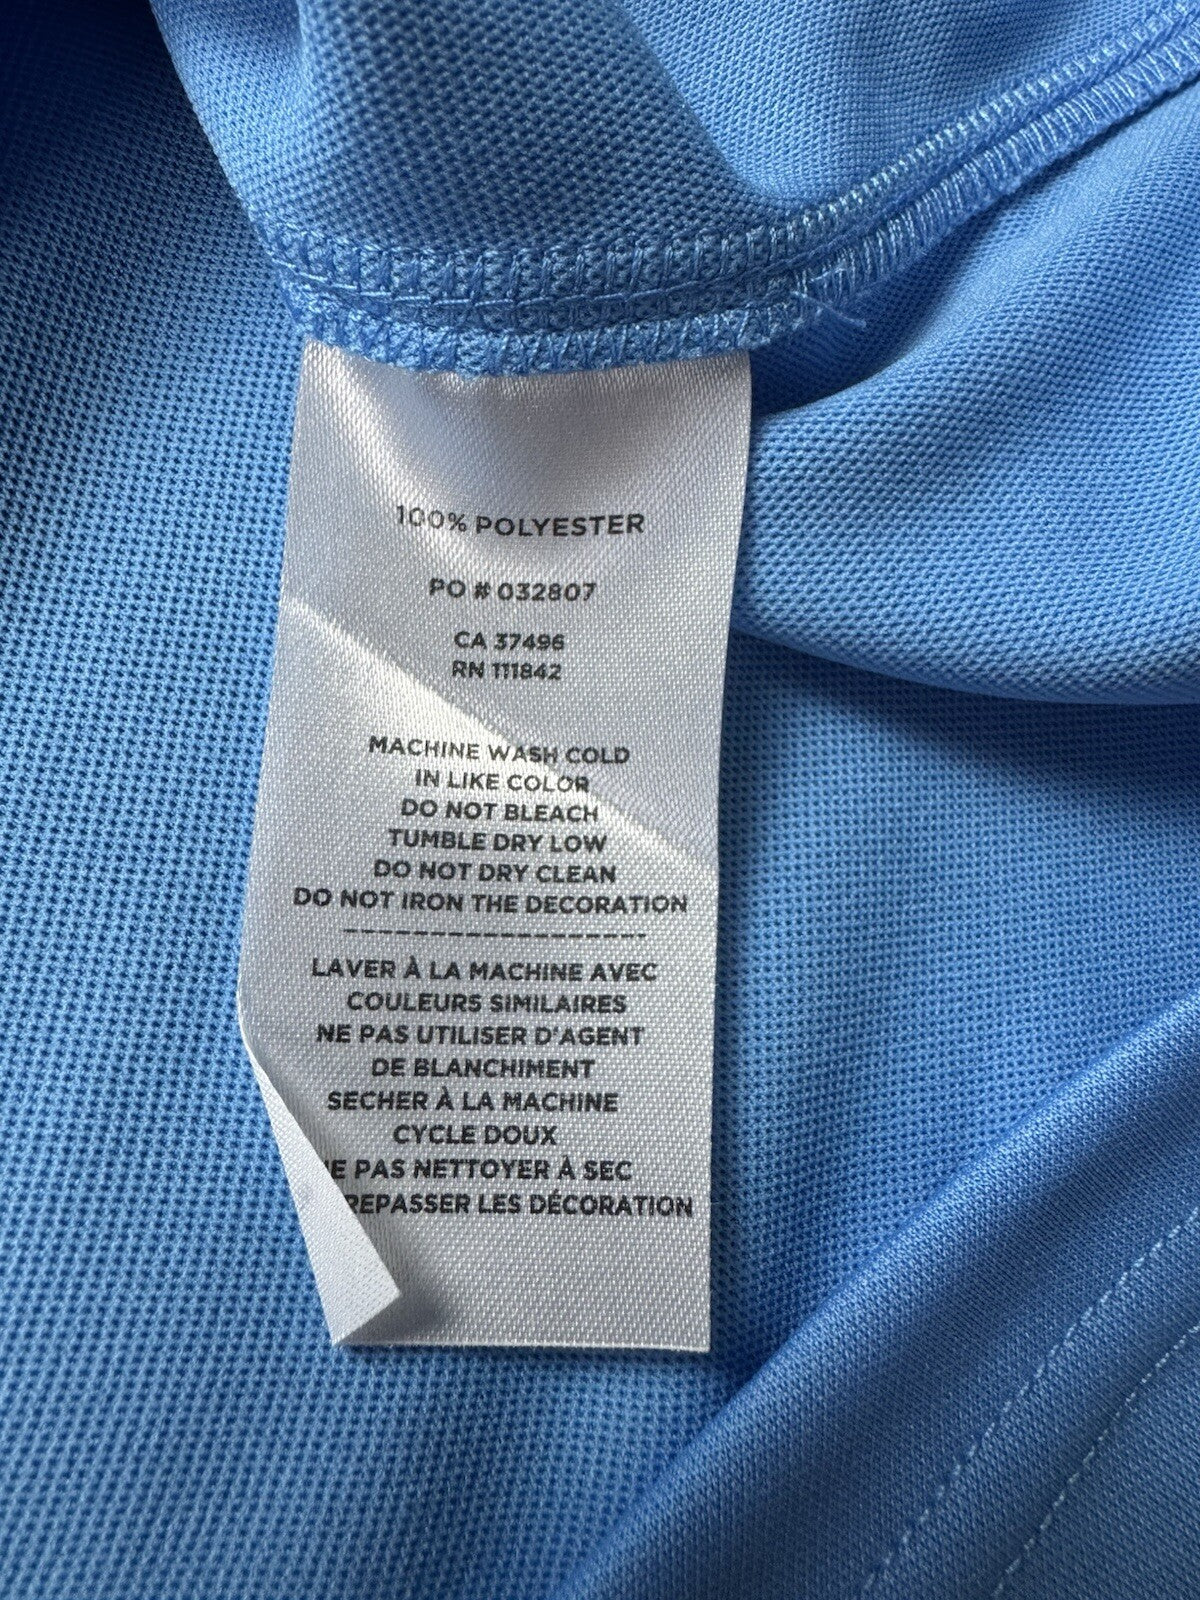 100% POLYESTER
PO # 032807
CA 37496
RN 111842
MACHINE WASH COLD
IN LIKE COLOR
DO NOT BLEACH
TUMBLE DRY LOW
DO NOT DRY CLEAN
DO NOT IRON THE DECORATION
--------------------
LAVER À LA MACHINE AVEC
COULEURS SIMILAIRES
NE PAS UTILISER D'AGENT
DE BLANCHIMENT
SECHER À LA MACHINE
CYCLE DOUX
PAS NETTOYER À SEC
REPASSER LES DÉCORATION